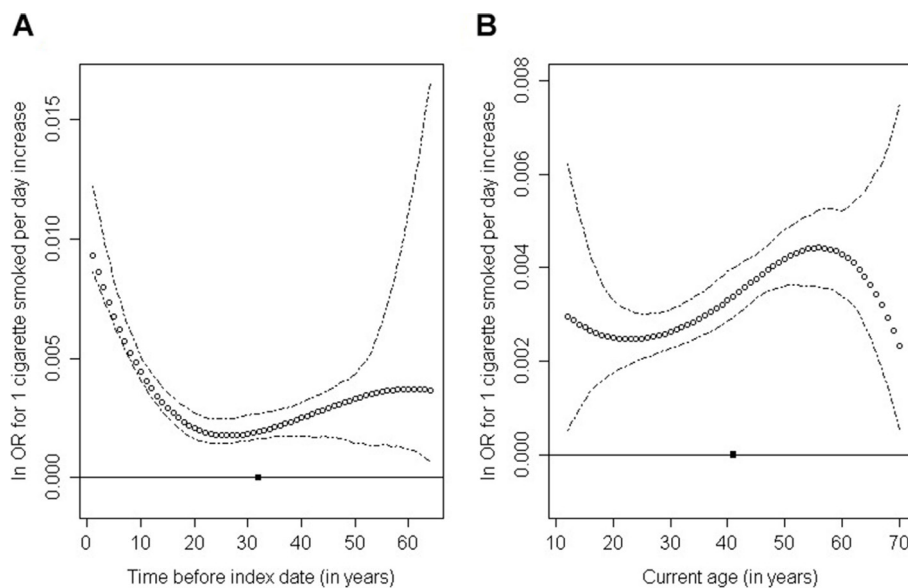 A
ln OR for 1 cigarette smoked per day increase
0.015
0.010
0.005
0.000
0 10 20 30 40 50 60
Time before index date (in years)
B
ln OR for 1 cigarette smoked per day increase
0.008
0.006
0.004
0.002
0.000
10 20 30 40 50 60 70
Current age (in years)